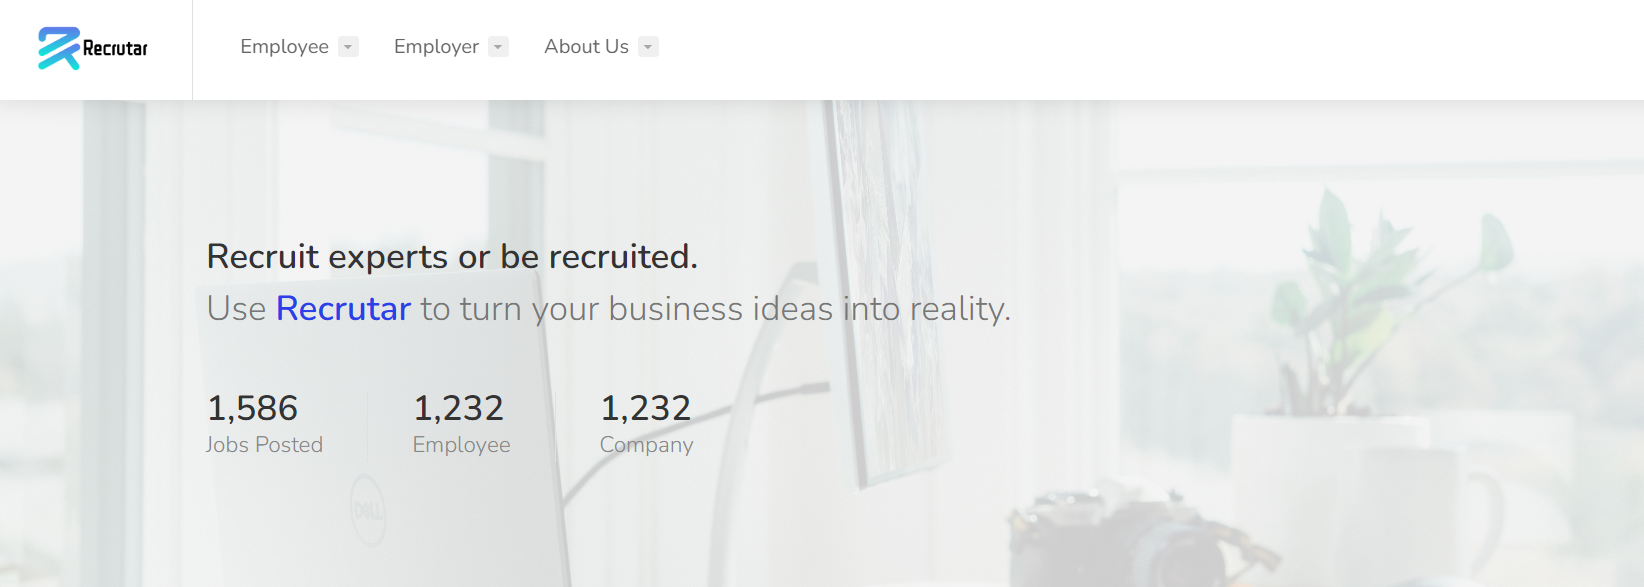 Recrutar
Employee
Employer
About Us
Recruit experts or be recruited.
Use Recrutar to turn your business ideas into reality.
1,586
Jobs Posted
1,232
Employee
1,232
Company
DELL